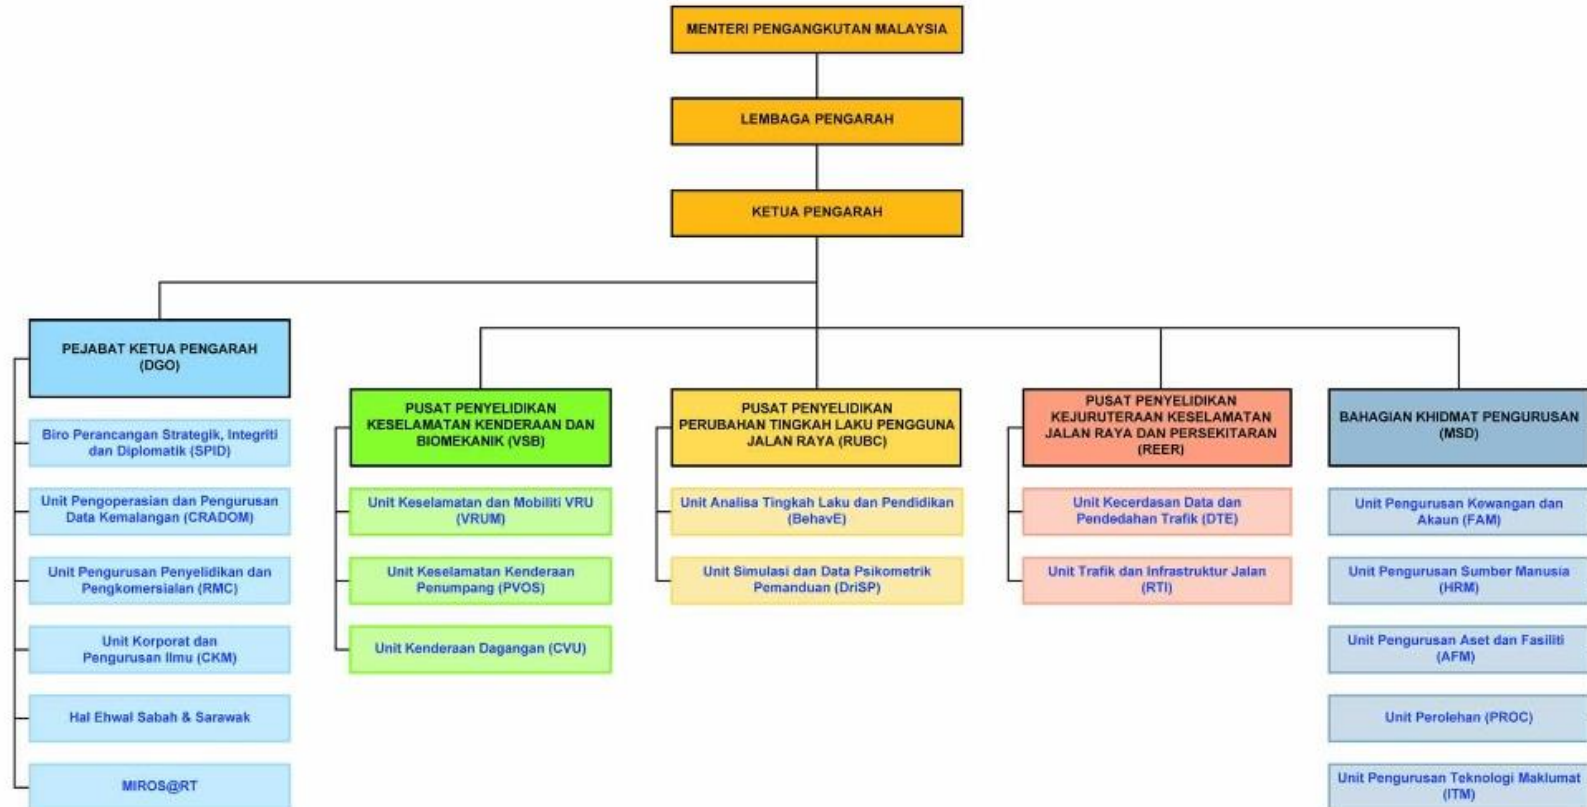 MENTERI PENGANGKUTAN MALAYSIA
LEMBAGA PENGARAH
KETUA PENGARAH
PEJABAT KETUA PENGARAH
(DGO)
Biro Perancangan Strategik, Integriti
dan Diplomatik (SPID)
Unit Pengoperasian dan Pengurusan
Data Kemalangan (CRADOM)
Unit Pengurusan Penyelidikan dan
Pengkomersialan (RMC)
Unit Korporat dan
Pengurusan Ilmu (CKM)
Hal Ehwal Sabah & Sarawak
MIROS@RT
PUSAT PENYELIDIKAN
KESELAMATAN KENDERAAN DAN
BIOMEKANIK (VSB)
Unit Keselamatan dan Mobiliti VRU
(VRUM)
Unit Keselamatan Kenderaan
Penumpang (PVOS)
Unit Kenderaan Dagangan (CVU)
PUSAT PENYELIDIKAN
PERUBAHAN TINGKAH LAKU PENGGUNA
JALAN RAYA (RUBC)
Unit Analisa Tingkah Laku dan Pendidikan
(BehavE)
Unit Simulasi dan Data Psikometrik
Pemanduan (DriSP)
PUSAT PENYELIDIKAN
KEJURUTERAAN KESELAMATAN
JALAN RAYA DAN PERSEKITARAN
(REER)
Unit Kecerdasan Data dan
Pendedahan Trafik (DTE)
Unit Trafik dan Infrastruktur Jalan
(RTI)
BAHAGIAN KHIDMAT PENGURUSAN
(MSD)
Unit Pengurusan Kewangan dan
Akaun (FAM)
Unit Pengurusan Sumber Manusia
(HRM)
Unit Pengurusan Aset dan Fasiliti
(AFM)
Unit Perolehan (PROC)
Unit Pengurusan Teknologi Maklumat
(ITM)